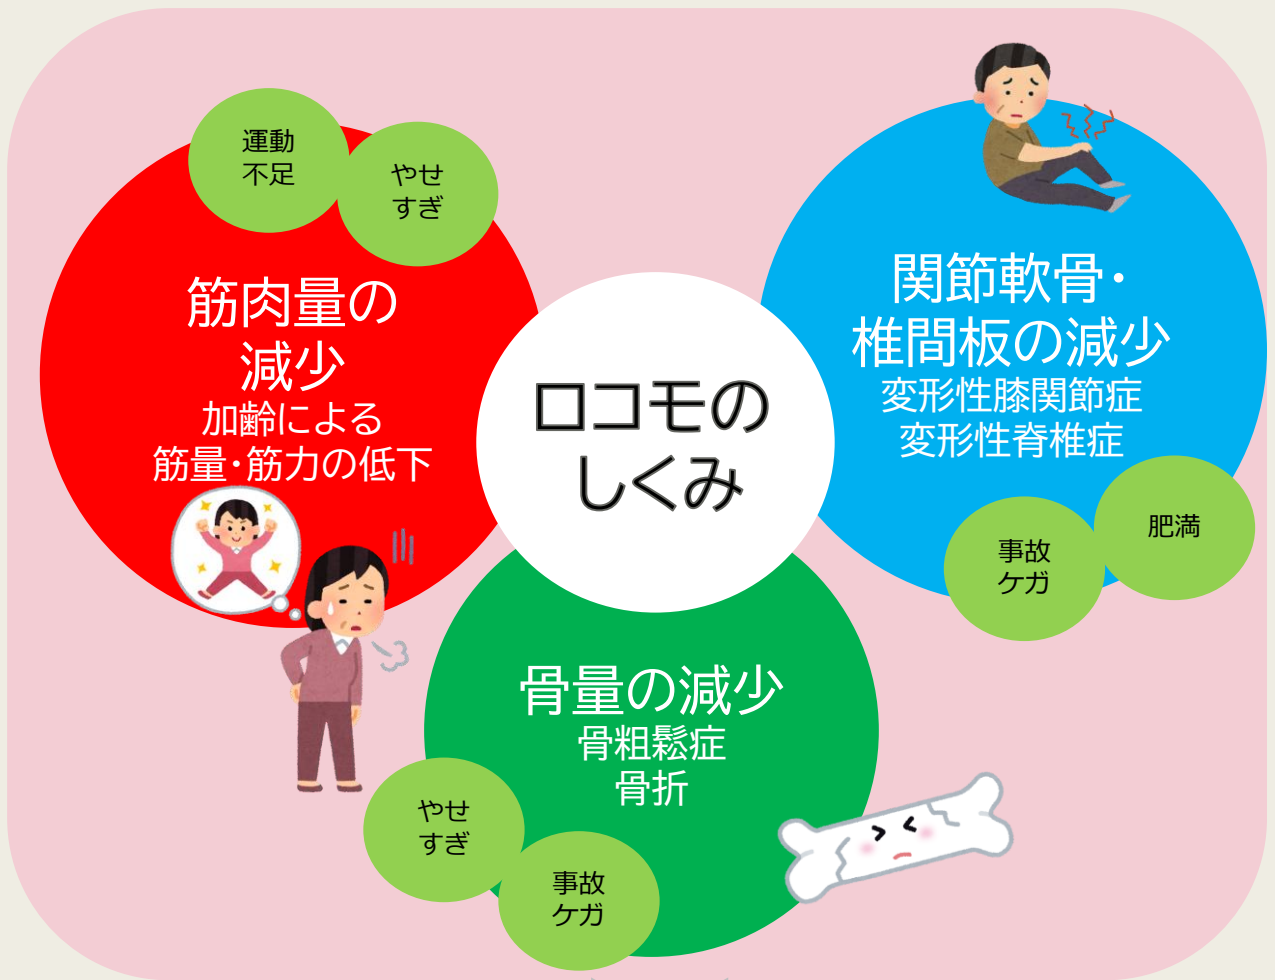 運動
不足
やせ
すぎ
筋肉量の
減少
加齢による
筋量・筋力の低下
ロコモの
しくみ
関節軟骨・
椎間板の減少
変形性膝関節症
変形性脊椎症
事故
ケガ
肥満
骨量の減少
骨粗鬆症
骨折
やせ
すぎ
事故
ケガ